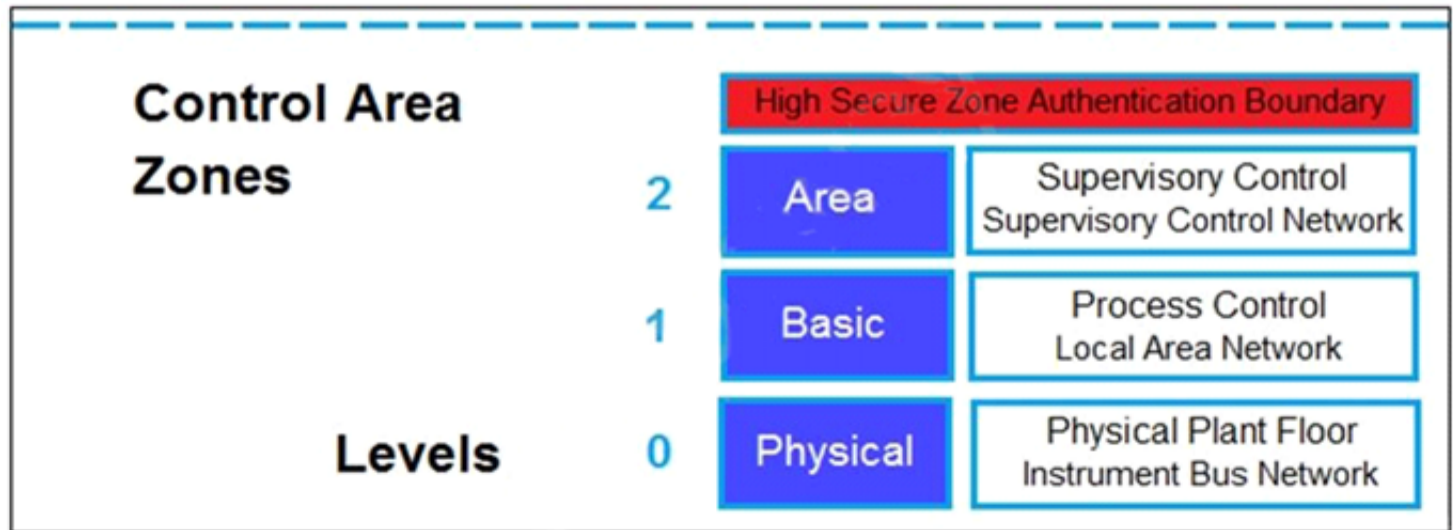 Control Area
Zones
High Secure Zone Authentication Boundary
2
Area
Supervisory Control
Supervisory Control Network
1
Basic
Process Control
Local Area Network
Levels
0
Physical
Physical Plant Floor
Instrument Bus Network